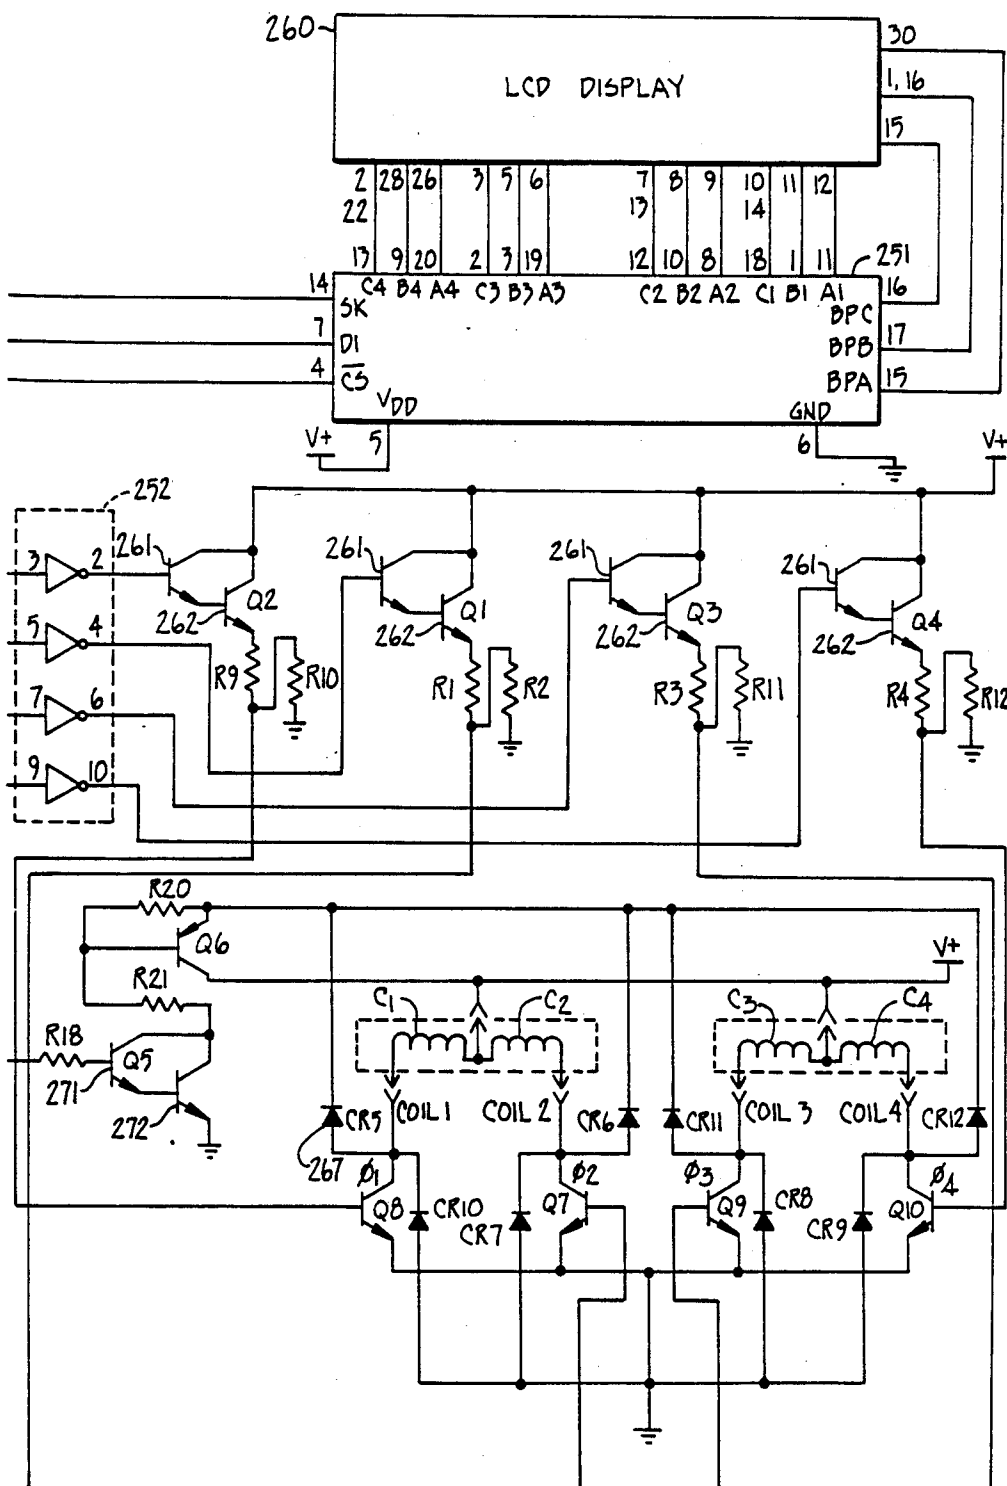 260
LCD DISPLAY
30
1, 16
15
2 28 26 3 5 6 7 8 9 10 11 12
22 13 14
13 9 20 2 3 19 12 10 8 18 1 11
251
C4 B4 A4 C3 B3 A3 C2 B2 A2 C1 B1 A1
14 SK
BPC 16
7 DI
BPB 17
4 C̅S̅
BPA 15
VDD
GND
V+ 5
6
V+
252
261 261 261 261
3 2
Q2 Q1 Q3 Q4
262 262 262 262
5 4
R9 R10 R1 R2 R3 R11 R4 R12
7 6
9 10
R20
Q6
V+
R21
C1 C2 C3 C4
R18
Q5
271
272
COIL 1 COIL 2 COIL 3 COIL 4
CR5 CR6 CR11 CR12
267
Ø1 Ø2 Ø3 Ø4
Q8 CR10 Q7 Q9 CR8 Q10
CR7 CR9